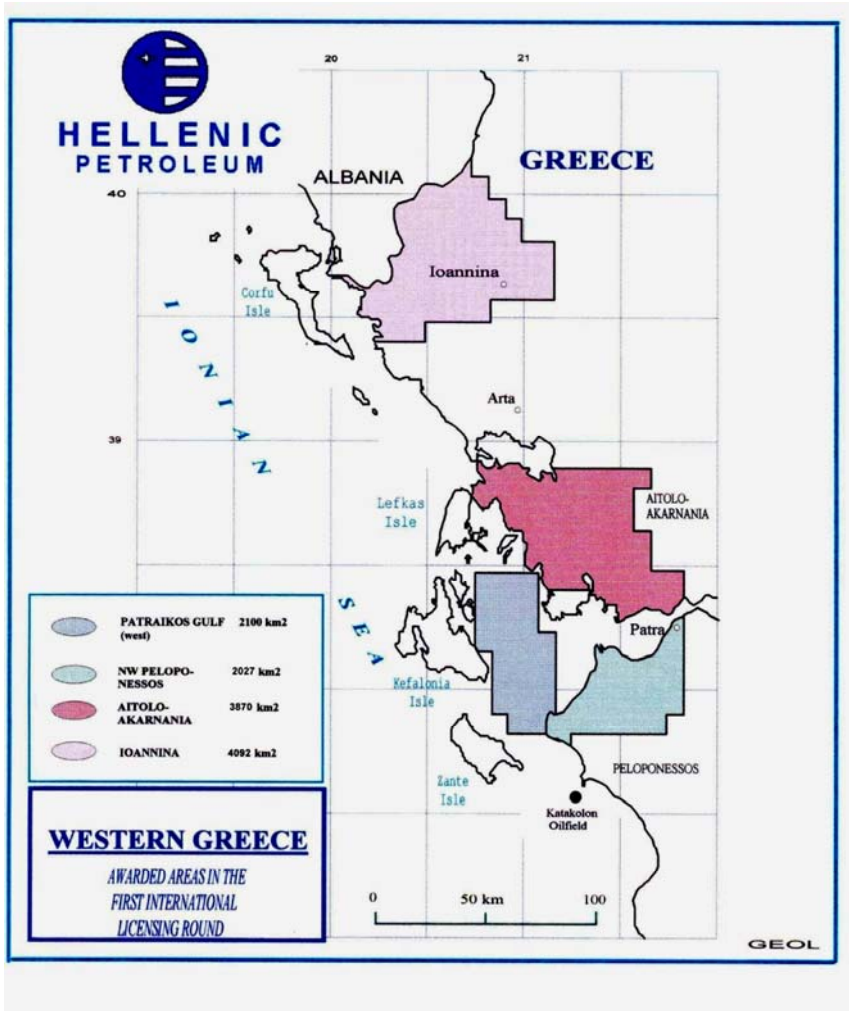 HELLENIC
PETROLEUM
20
21
GREECE
ALBANIA
40
Ioannina
Corfu
Isle
IONIAN
Arta
39
Lefkas
Isle
AITOLO-
AKARNANIA
SEA
PATRAIKOS GULF 2100 km2
(west)
NW PELOPO-
NESSOS 2027 km2
AITOLO-
AKARNANIA 3870 km2
IOANNINA 4092 km2
Patra
Kefalonia
Isle
PELOPONESSOS
Zante
Isle
Katakolon
Oilfield
WESTERN GREECE
AWARDED AREAS IN THE
FIRST INTERNATIONAL
LICENSING ROUND
0 50 km 100
GEOL